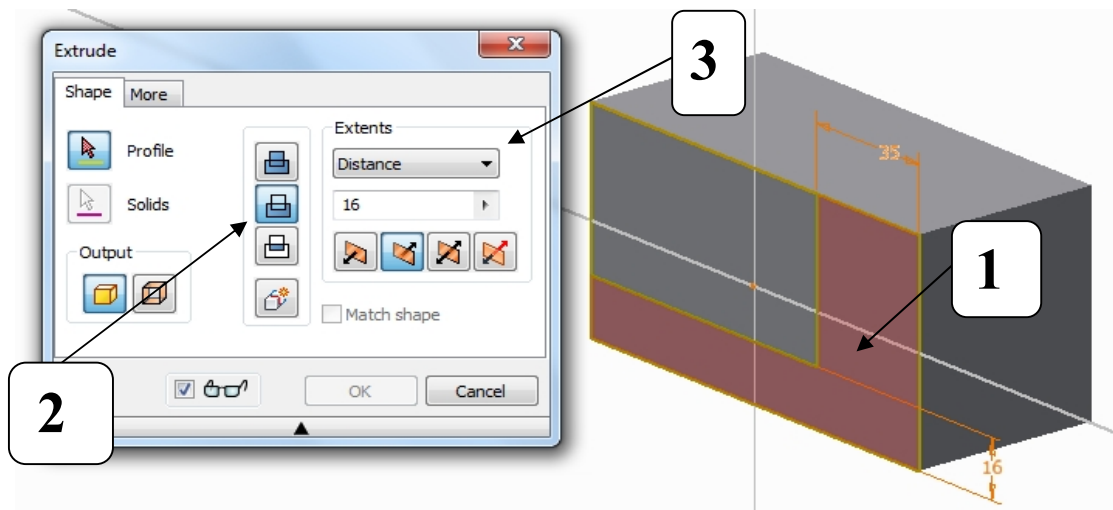 Extrude
Shape More
Profile
Solids
Output
Extents
Distance
16
Match shape
OK Cancel
1
2
3
35
16